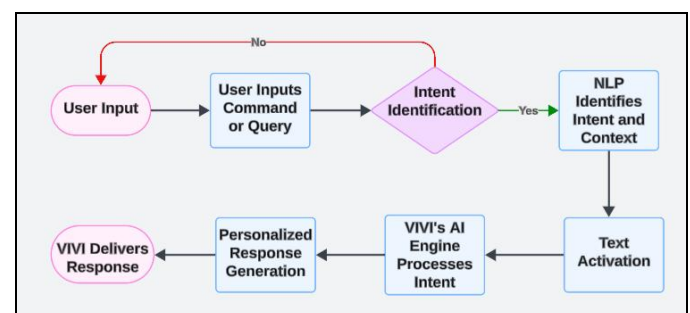 No
User Input
User Inputs
Command
or Query
Intent
Identification
Yes
NLP
Identifies
Intent and
Context
VIVI Delivers
Response
Personalized
Response
Generation
VIVI's AI
Engine
Processes
Intent
Text
Activation